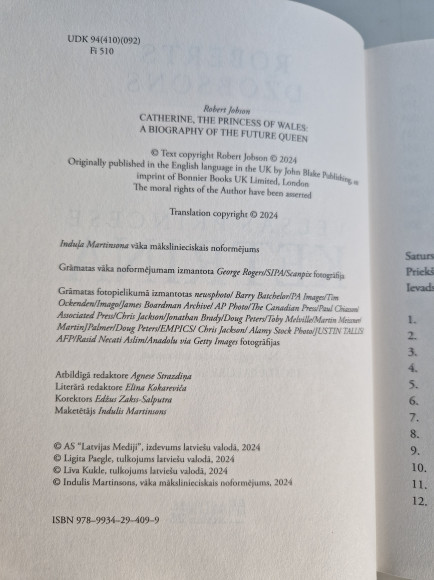 UDK 94(410)(092)
Fi 510
Robert Jobson
CATHERINE, THE PRINCESS OF WALES:
A BIOGRAPHY OF THE FUTURE QUEEN
© Text copyright Robert Jobson © 2024
Originally published in the English language in the UK by John Blake Publishing, an
imprint of Bonnier Books UK Limited, London
The moral rights of the Author have been asserted
Translation copyright © 2024
Induļa Martinsona vāka mākslinieciskais noformējums
Grāmatas vāka noformējumam izmantota George Rogers/SIPA/Scanpix fotogrāfija
Grāmatas fotopielikumā izmantotas newsphoto/ Barry Batchelor/PA Images/Tim
Ockenden/Image/James Boardman Archive/ AP Photo/The Canadian Press/Paul Chiasson/
Associated Press/Chris Jackson/Jonathan Brady/Doug Peters/Toby Melville/Martin Meissner/
Martin/Palmer/Doug Peters/EMPICS/ Chris Jackson/ Alamy Stock Photo/JUSTIN TALLIS/
AFP/Rasid Necati Aslim/Anadolu via Getty Images fotogrāfijas
Atbildīgā redaktore Agnese Strazdiņa
Literārā redaktore Elīna Kokareviča
Korektors Edžus Zaķis-Salputra
Maketētājs Indulis Martinsons
© AS "Latvijas Mediji", izdevums latviešu valodā, 2024
© Ligita Paegle, tulkojums latviešu valodā, 2024
© Līva Kukle, tulkojums latviešu valodā, 2024
© Indulis Martinsons, vāka mākslinieciskais noformējums, 2024
ISBN 978-9934-29-409-9
Saturs
Priekš
Ievads
1.
2.
3.
4.
5.
6.
7.
8.
9.
10.
11.
12.